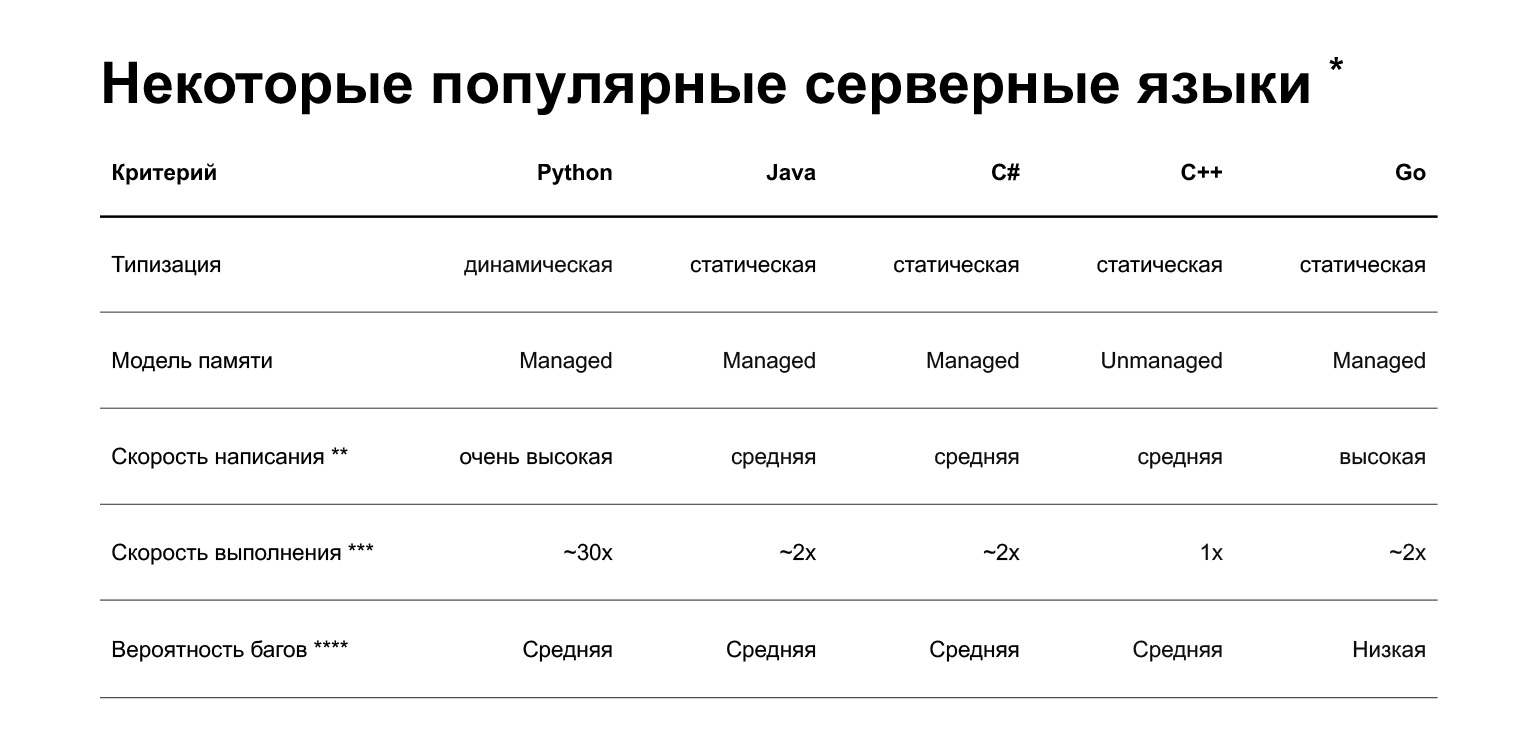 Некоторые популярные серверные языки *
Критерий Python Java C# C++ Go
Типизация динамическая статическая статическая статическая статическая
Модель памяти Managed Managed Managed Unmanaged Managed
Скорость написания ** очень высокая средняя средняя средняя высокая
Скорость выполнения *** ~30x ~2x ~2x 1x ~2x
Вероятность багов **** Средняя Средняя Средняя Средняя Низкая